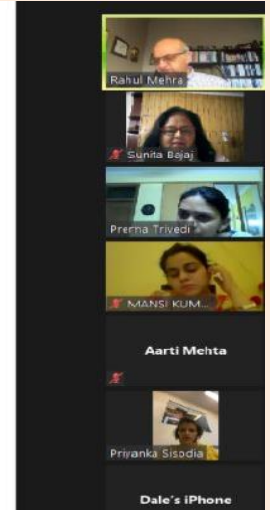 Rahul Mehra
Sunita Bajaj
Prerna Trivedi
MANSI KUM...
Aarti Mehta
Priyanka Sisodia
Dale's iPhone